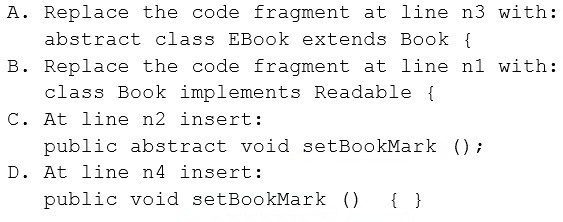 A. Replace the code fragment at line n3 with:
abstract class EBook extends Book {
B. Replace the code fragment at line n1 with:
class Book implements Readable {
C. At line n2 insert:
public abstract void setBookMark ();
D. At line n4 insert:
public void setBookMark () { }